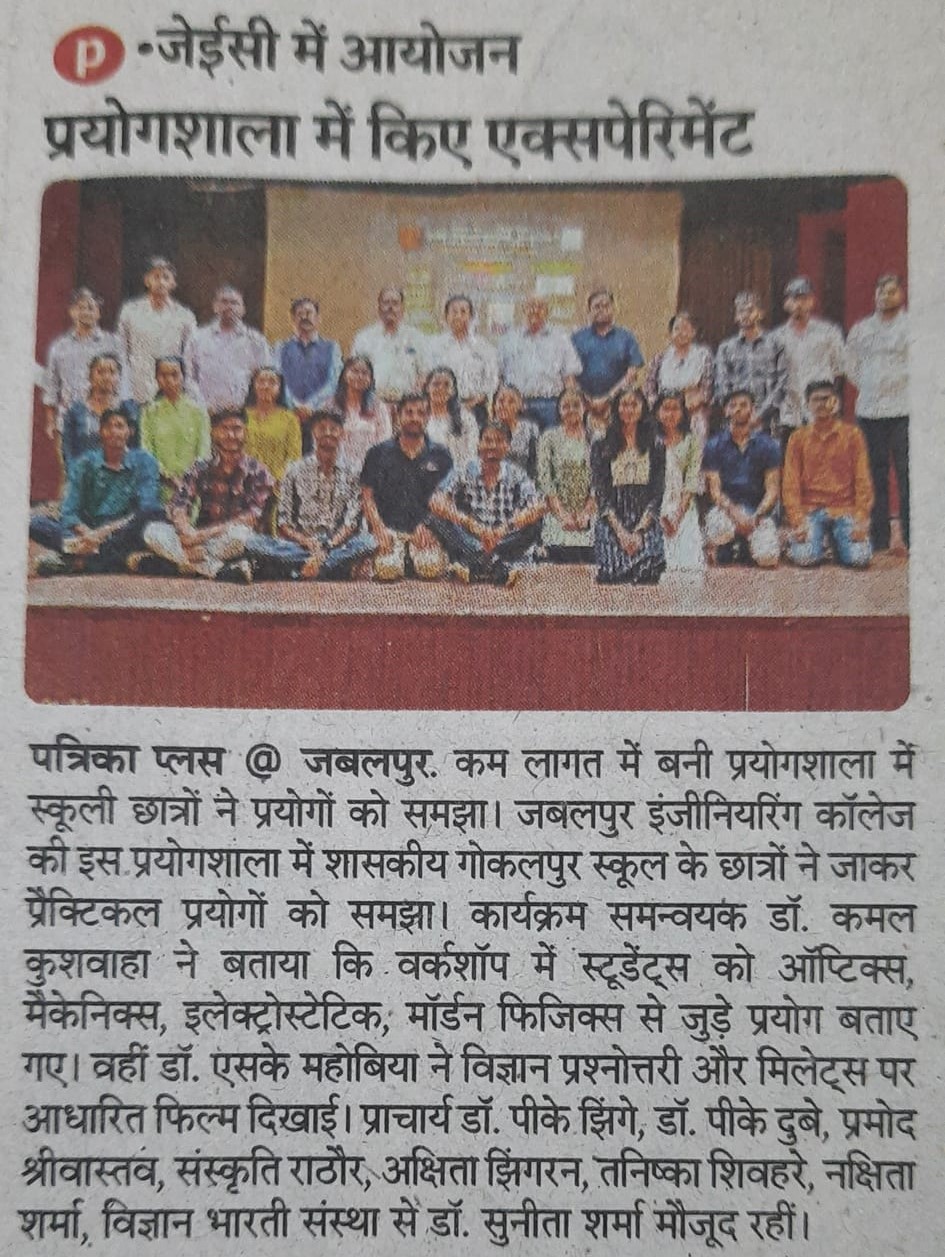 p •जेईसी में आयोजन
प्रयोगशाला में किए एक्सपेरिमेंट
पत्रिका प्लस @ जबलपुर. कम लागत में बनी प्रयोगशाला में
स्कूली छात्रों ने प्रयोगों को समझा। जबलपुर इंजीनियरिंग कॉलेज
की इस प्रयोगशाला में शासकीय गोकलपुर स्कूल के छात्रों ने जाकर
प्रैक्टिकल प्रयोगों को समझा। कार्यक्रम समन्वयक डॉ. कमल
कुशवाहा ने बताया कि वर्कशॉप में स्टूडेंट्स को ऑप्टिक्स,
मैकेनिक्स, इलेक्ट्रोस्टेटिक, मॉर्डन फिजिक्स से जुड़े प्रयोग बताए
गए। वहीं डॉ. एसके महोबिया ने विज्ञान प्रश्नोत्तरी और मिलेट्स पर
आधारित फिल्म दिखाई। प्राचार्य डॉ. पीके झिंगे, डॉ. पीके दुबे, प्रमोद
श्रीवास्तव, संस्कृति राठौर, अक्षिता झिंगरन, तनिष्का शिवहरे, नक्षिता
शर्मा, विज्ञान भारती संस्था से डॉ. सुनीता शर्मा मौजूद रहीं।